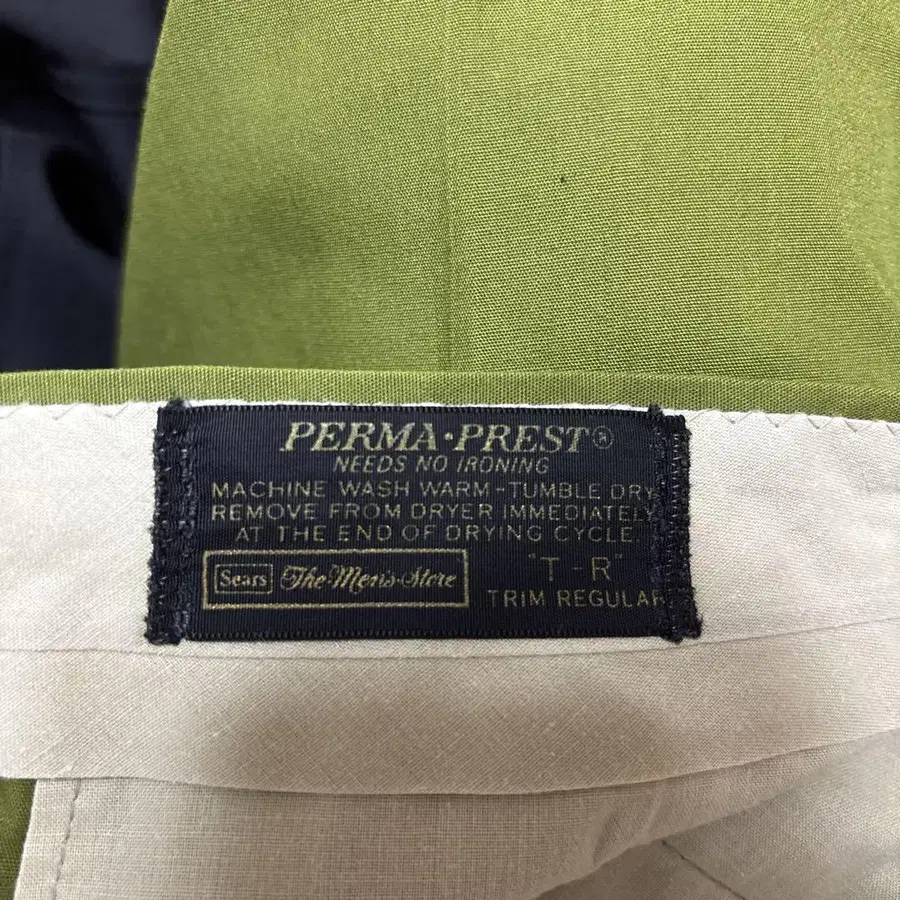 PERMA·PREST®
NEEDS NO IRONING
MACHINE WASH WARM-TUMBLE DRY
REMOVE FROM DRYER IMMEDIATELY
AT THE END OF DRYING CYCLE.
Sears The Men's Store
"T-R"
TRIM REGULAR